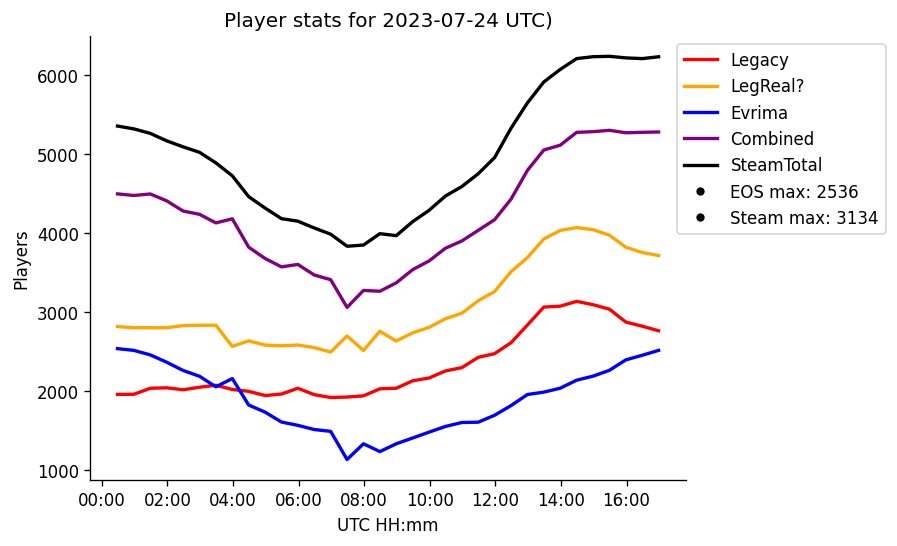 Player stats for 2023-07-24 UTC)
Legacy
LegReal?
Evrima
Combined
SteamTotal
EOS max: 2536
Steam max: 3134
Players
6000
5000
4000
3000
2000
1000
00:00 02:00 04:00 06:00 08:00 10:00 12:00 14:00 16:00
UTC HH:mm